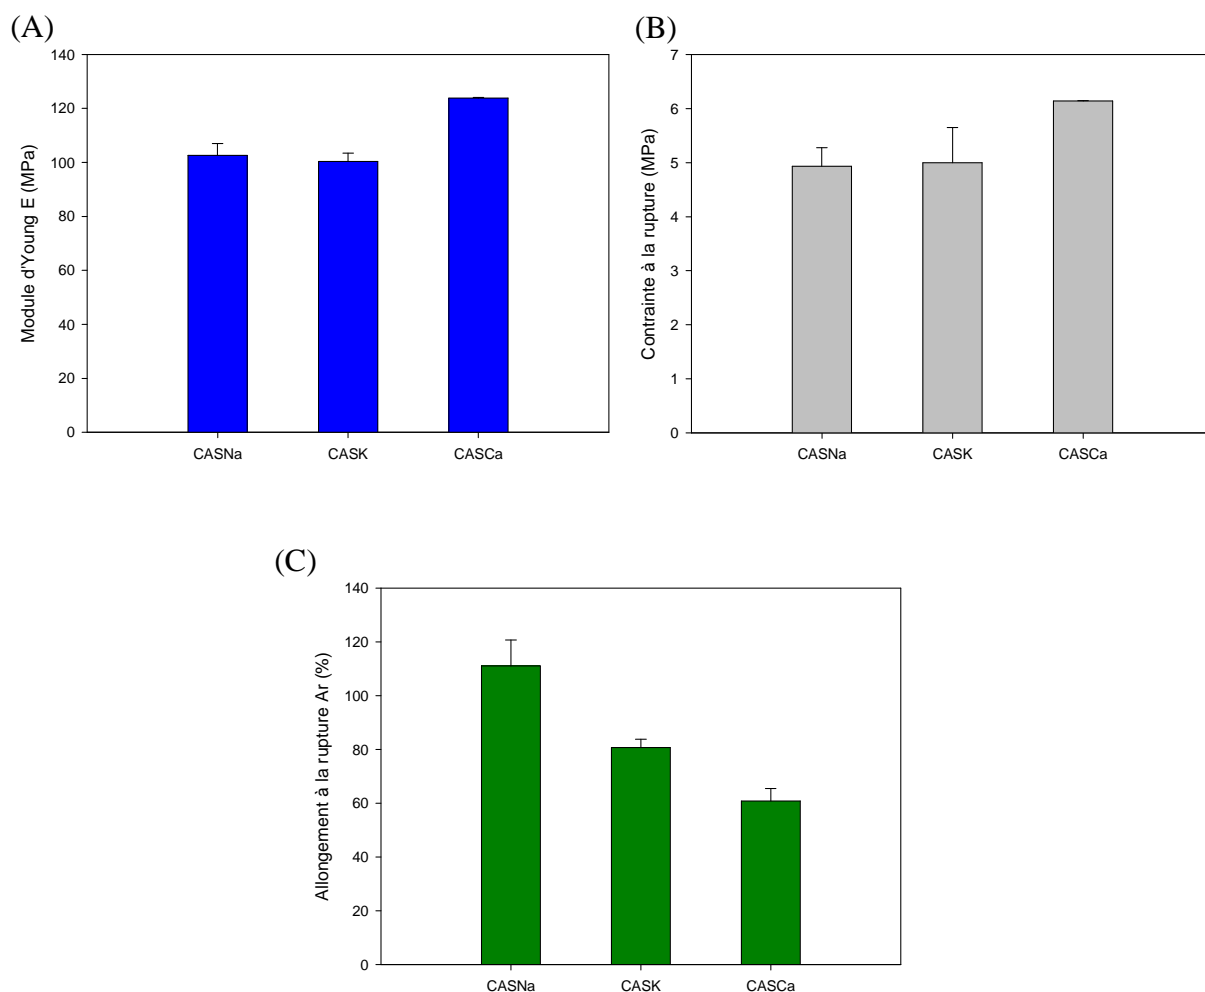 (A)
Module d'Young E (MPa)
140
120
100
80
60
40
20
0
CASNa CASK CASCa
(B)
Contrainte à la rupture (MPa)
7
6
5
4
3
2
1
0
CASNa CASK CASCa
(C)
Allongement à la rupture Ar (%)
140
120
100
80
60
40
20
0
CASNa CASK CASCa